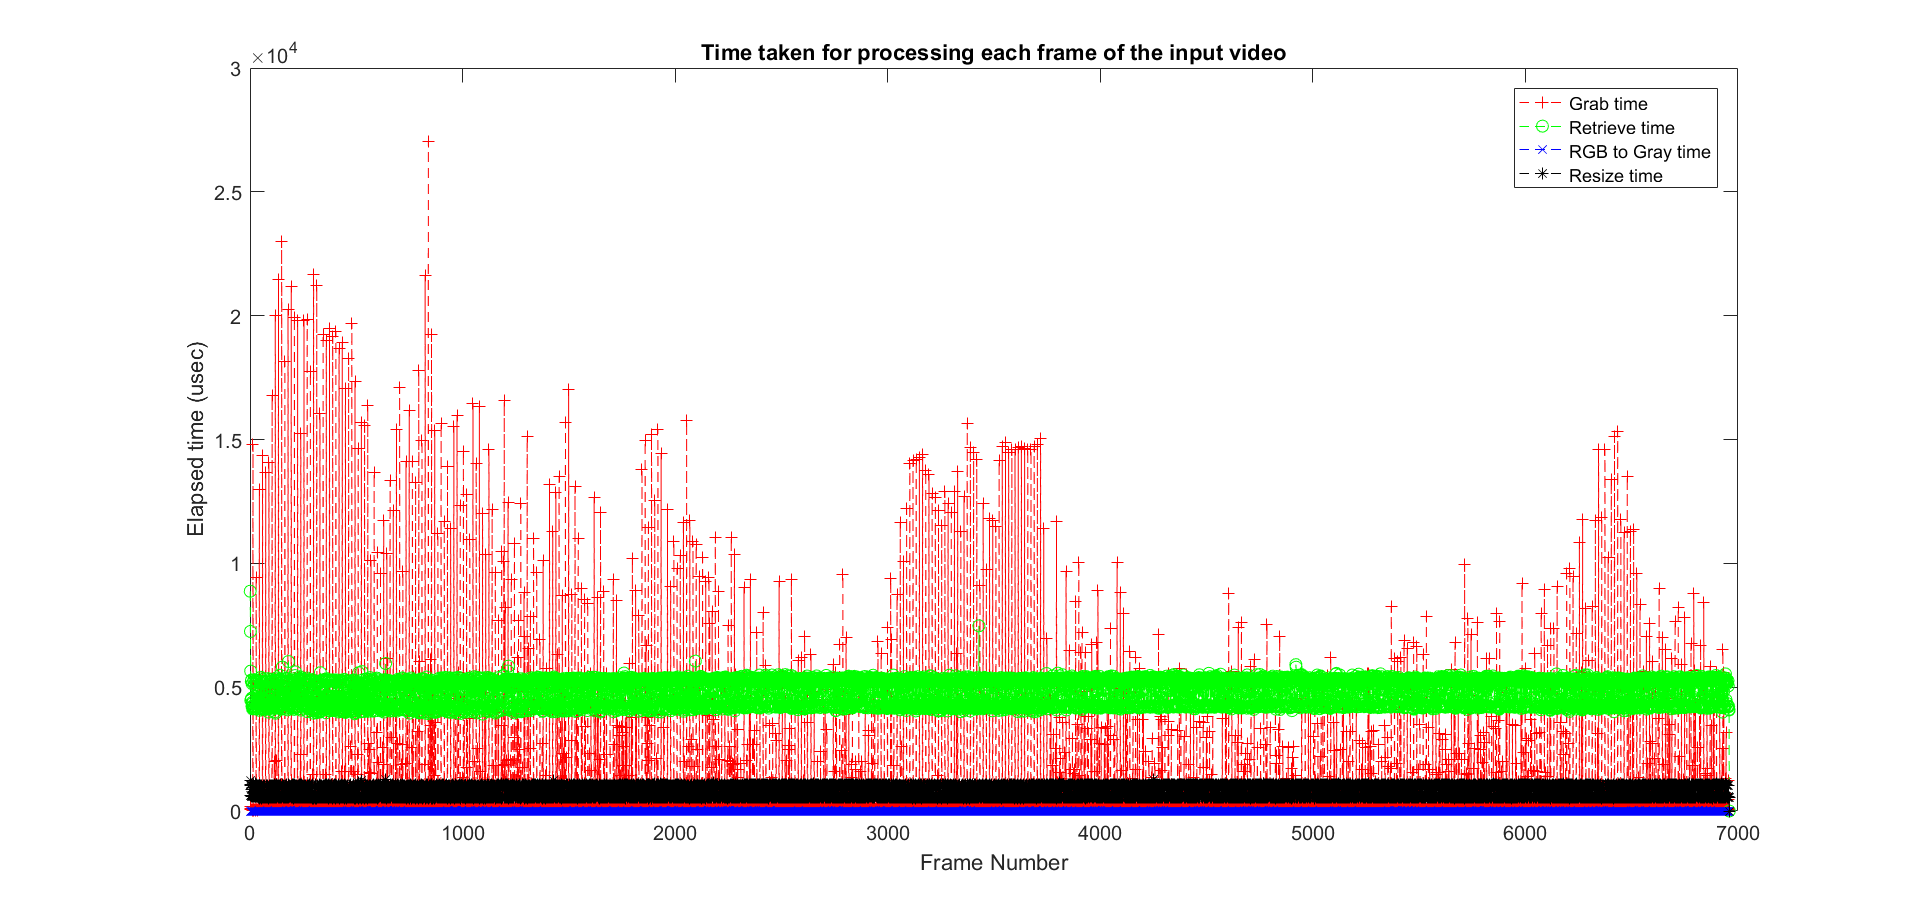 Time taken for processing each frame of the input video
×10^4
3
2.5
2
1.5
1
0.5
0
Elapsed time (usec)
Grab time
Retrieve time
RGB to Gray time
Resize time
0 1000 2000 3000 4000 5000 6000 7000
Frame Number